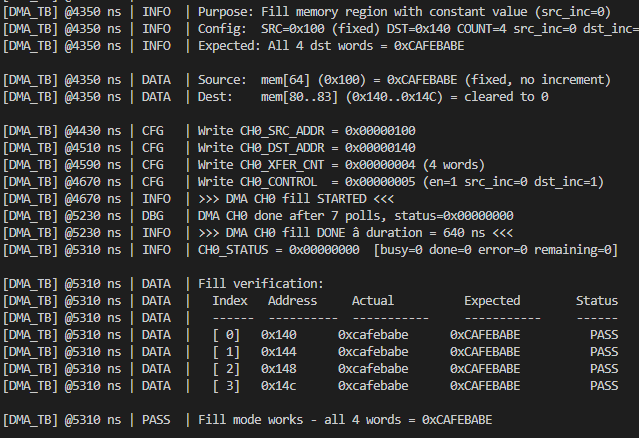 [DMA_TB] @4350 ns | INFO | Purpose: Fill memory region with constant value (src_inc=0)
[DMA_TB] @4350 ns | INFO | Config: SRC=0x100 (fixed) DST=0x140 COUNT=4 src_inc=0 dst_inc=
[DMA_TB] @4350 ns | INFO | Expected: All 4 dst words = 0xCAFEBABE
[DMA_TB] @4350 ns | DATA | Source: mem[64] (0x100) = 0xCAFEBABE (fixed, no increment)
[DMA_TB] @4350 ns | DATA | Dest: mem[80..83] (0x140..0x14C) = cleared to 0
[DMA_TB] @4430 ns | CFG | Write CH0_SRC_ADDR = 0x00000100
[DMA_TB] @4510 ns | CFG | Write CH0_DST_ADDR = 0x00000140
[DMA_TB] @4590 ns | CFG | Write CH0_XFER_CNT = 0x00000004 (4 words)
[DMA_TB] @4670 ns | CFG | Write CH0_CONTROL = 0x00000005 (en=1 src_inc=0 dst_inc=1)
[DMA_TB] @4670 ns | INFO | >>> DMA CH0 fill STARTED <<<
[DMA_TB] @5230 ns | DBG | DMA CH0 done after 7 polls, status=0x00000000
[DMA_TB] @5230 ns | INFO | >>> DMA CH0 fill DONE â duration = 640 ns <<<
[DMA_TB] @5310 ns | INFO | CH0_STATUS = 0x00000000 [busy=0 done=0 error=0 remaining=0]
[DMA_TB] @5310 ns | DATA | Fill verification:
[DMA_TB] @5310 ns | DATA | Index Address Actual Expected Status
[DMA_TB] @5310 ns | DATA | ------ ---------- ----------- ----------- ------
[DMA_TB] @5310 ns | DATA | [ 0] 0x140 0xcafebabe 0xCAFEBABE PASS
[DMA_TB] @5310 ns | DATA | [ 1] 0x144 0xcafebabe 0xCAFEBABE PASS
[DMA_TB] @5310 ns | DATA | [ 2] 0x148 0xcafebabe 0xCAFEBABE PASS
[DMA_TB] @5310 ns | DATA | [ 3] 0x14c 0xcafebabe 0xCAFEBABE PASS
[DMA_TB] @5310 ns | PASS | Fill mode works - all 4 words = 0xCAFEBABE